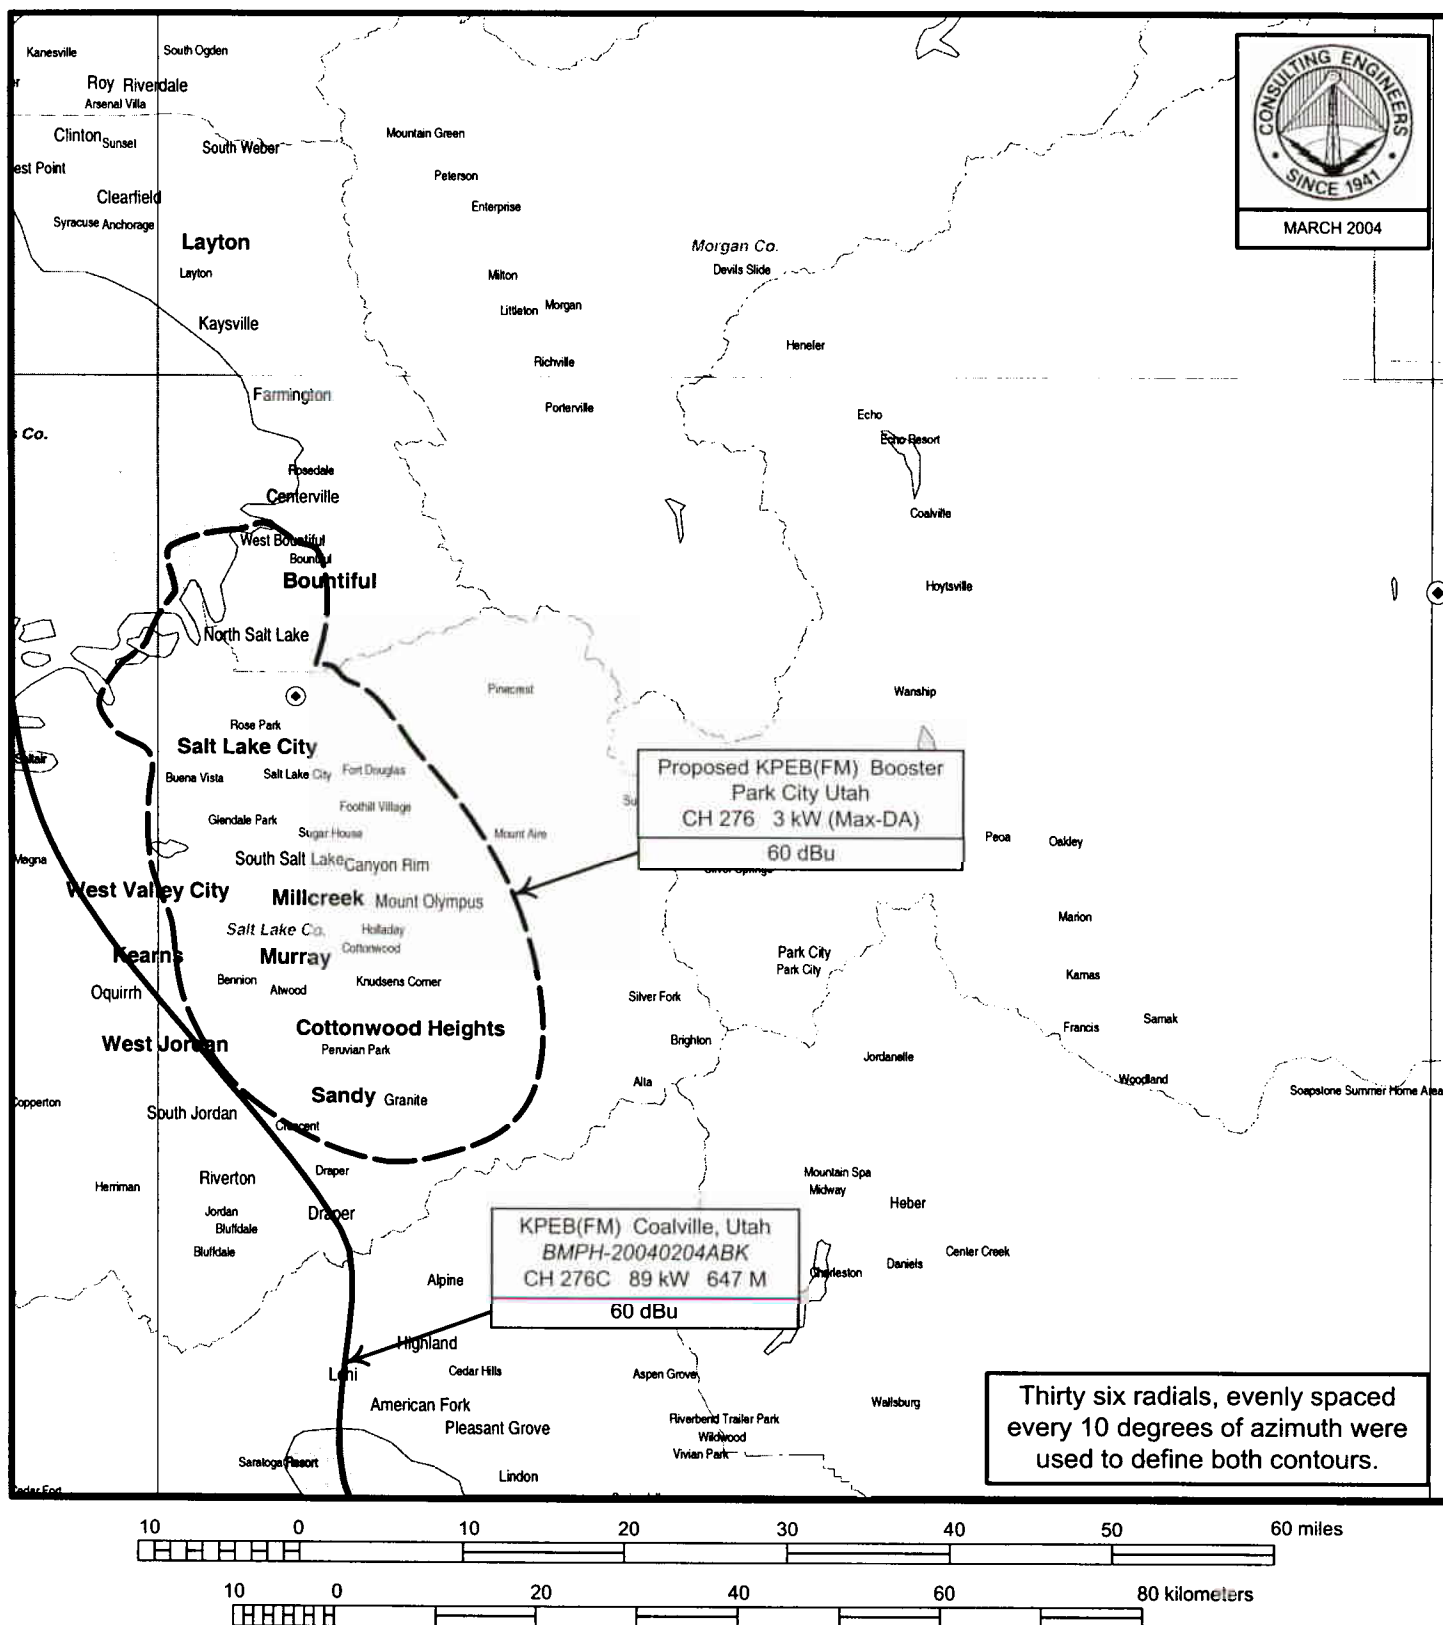 Kanesville
South Ogden
Roy Riverdale
Arsenal Villa
Clinton
Sunset
South Weber
est Point
Clearfield
Syracuse Anchorage
Layton
Layton
Kaysville
Farmington
s Co.
Rosedale
Centerville
West Bountiful
Bountiful
Bountiful
North Salt Lake
Mountain Green
Peterson
Enterprise
Morgan Co.
Devils Slide
Milton
Littleton
Morgan
Richville
Porterville
Henefer
Echo
Echo Resort
Coalville
Hoytsville
Wanship
CONSULTING ENGINEERS
• SINCE 1941 •
MARCH 2004
Pinecrest
Rose Park
Salt Lake City
Saltair
Buena Vista
Salt Lake City
Fort Douglas
Foothill Village
Glendale Park
Sugar House
Mount Aire
Su
Proposed KPEB(FM) Booster
Park City Utah
CH 276 3 kW (Max-DA)
60 dBu
Silver Springs
Peoa
Oakley
Magna
South Salt Lake
Canyon Rim
West Valley City
Millcreek
Mount Olympus
Salt Lake Co.
Holladay
Kearns
Murray
Cottonwood
Bennion
Atwood
Knudsens Corner
Oquirrh
Cottonwood Heights
Peruvian Park
West Jordan
Sandy
Granite
Copperton
South Jordan
Crescent
Marion
Park City
Park City
Kamas
Silver Fork
Brighton
Francis
Samak
Jordanelle
Alta
Woodland
Soapstone Summer Home Area
Riverton
Draper
Herriman
Jordan
Bluffdale
Draper
Bluffdale
Mountain Spa
Midway
Heber
Charleston
Daniels
Center Creek
KPEB(FM) Coalville, Utah
BMPH-20040204ABK
CH 276C 89 kW 647 M
60 dBu
Alpine
Highland
Lehi
Cedar Hills
American Fork
Pleasant Grove
Aspen Grove
Wallsburg
Riverbend Trailer Park
Wildwood
Vivian Park
Saratoga Resort
Lindon
Cedar Fort
Thirty six radials, evenly spaced
every 10 degrees of azimuth were
used to define both contours.
10 0 10 20 30 40 50 60 miles
10 0 20 40 60 80 kilometers